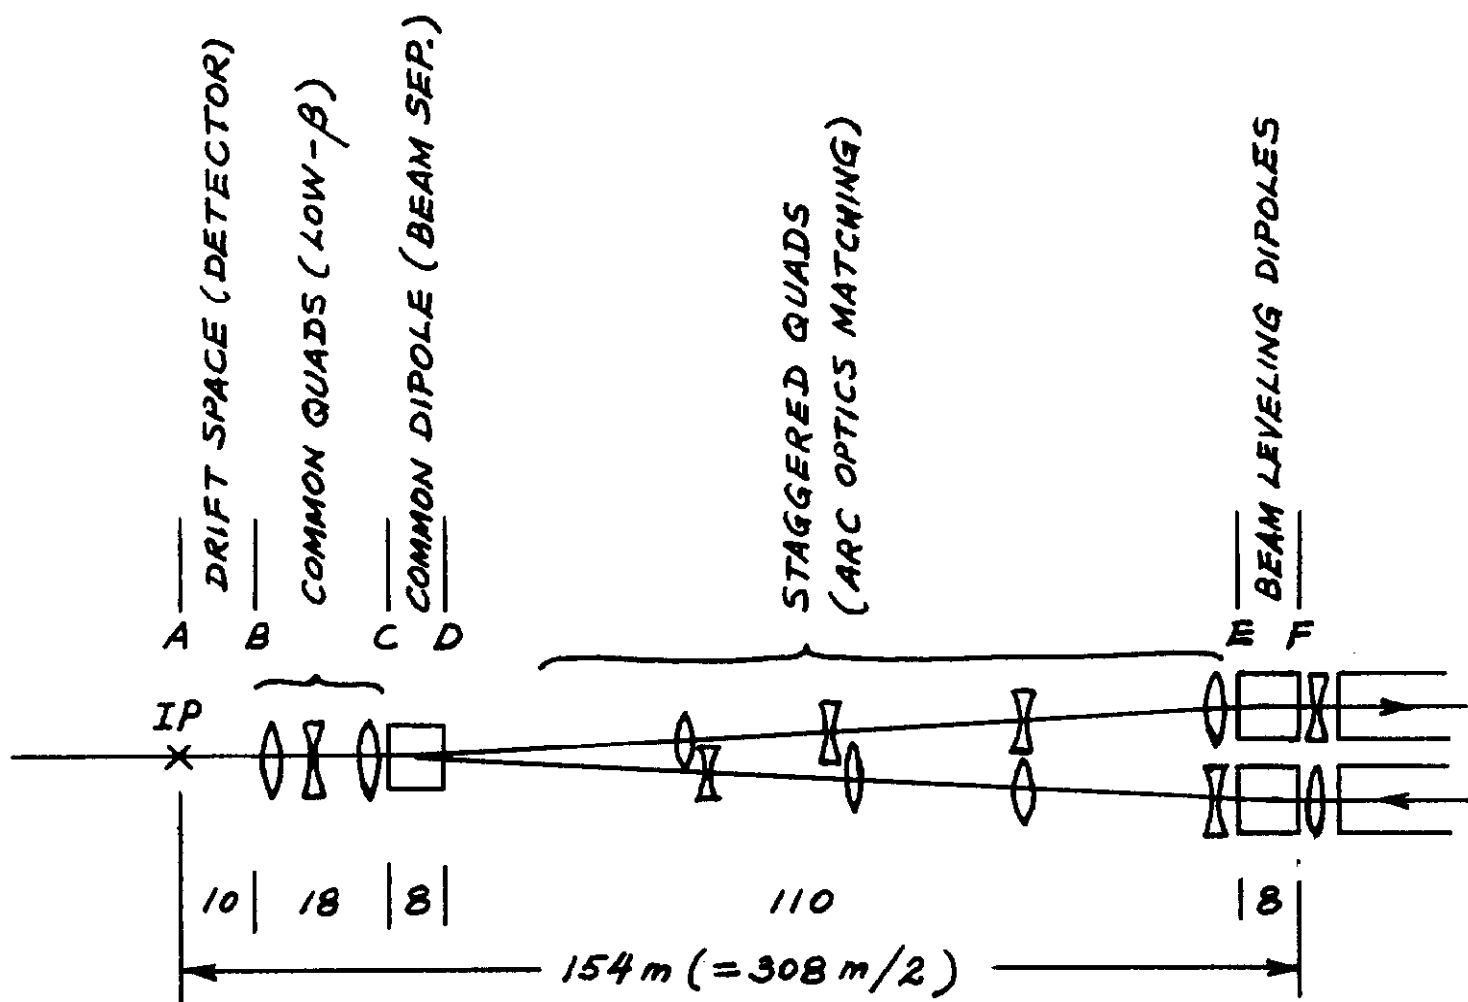 DRIFT SPACE (DETECTOR)
COMMON QUADS (LOW-β)
COMMON DIPOLE (BEAM SEP.)
STAGGERED QUADS
(ARC OPTICS MATCHING)
BEAM LEVELING DIPOLES
A B C D E F
IP
10 18 8 110 8
154 m (= 308 m/2)